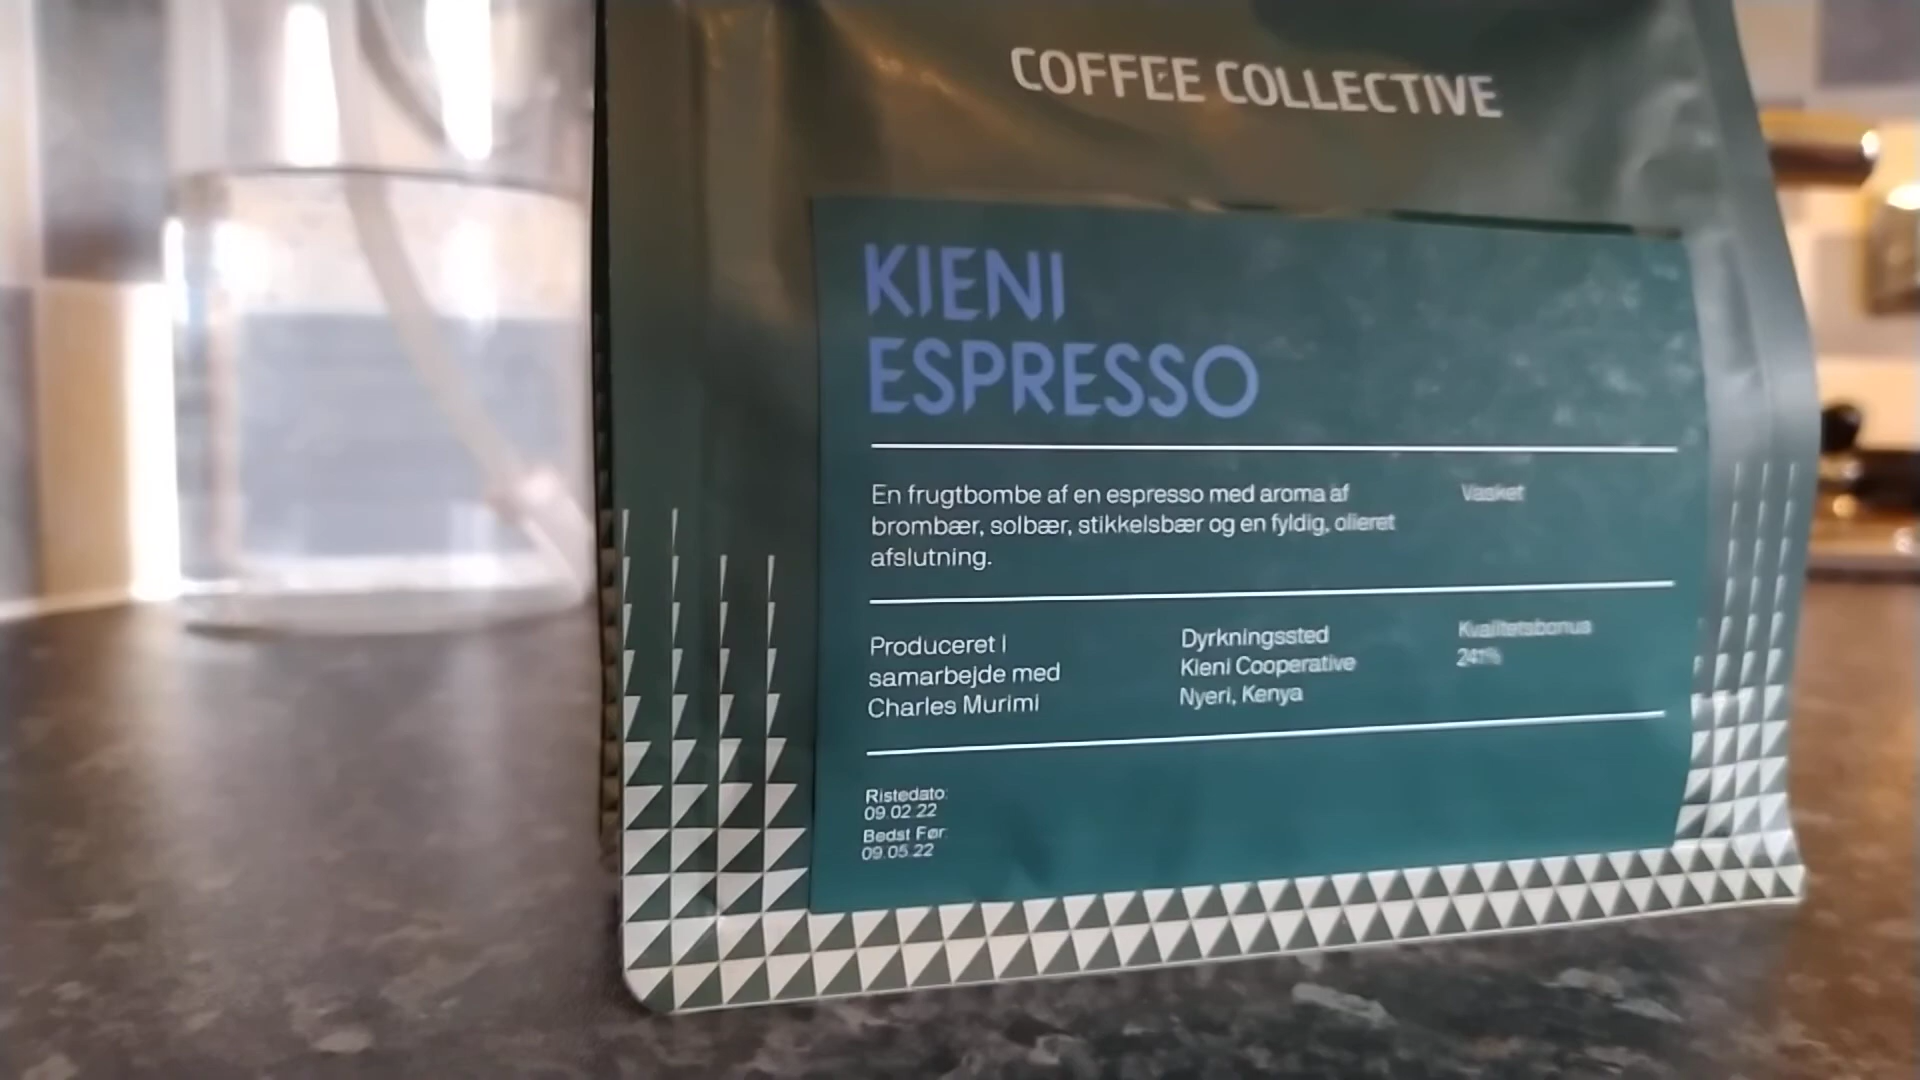 COFFEE COLLECTIVE
KIENI
ESPRESSO
En frugtbombe af en espresso med aroma af
brombær, solbær, stikkelsbær og en fyldig, olieret
afslutning.
Vasket
Produceret i
samarbejde med
Charles Murimi
Dyrkningssted
Kieni Cooperative
Nyeri, Kenya
Kvalitetsbonus
Ristedato:
09.02.22
Bedst Før:
09.05.22